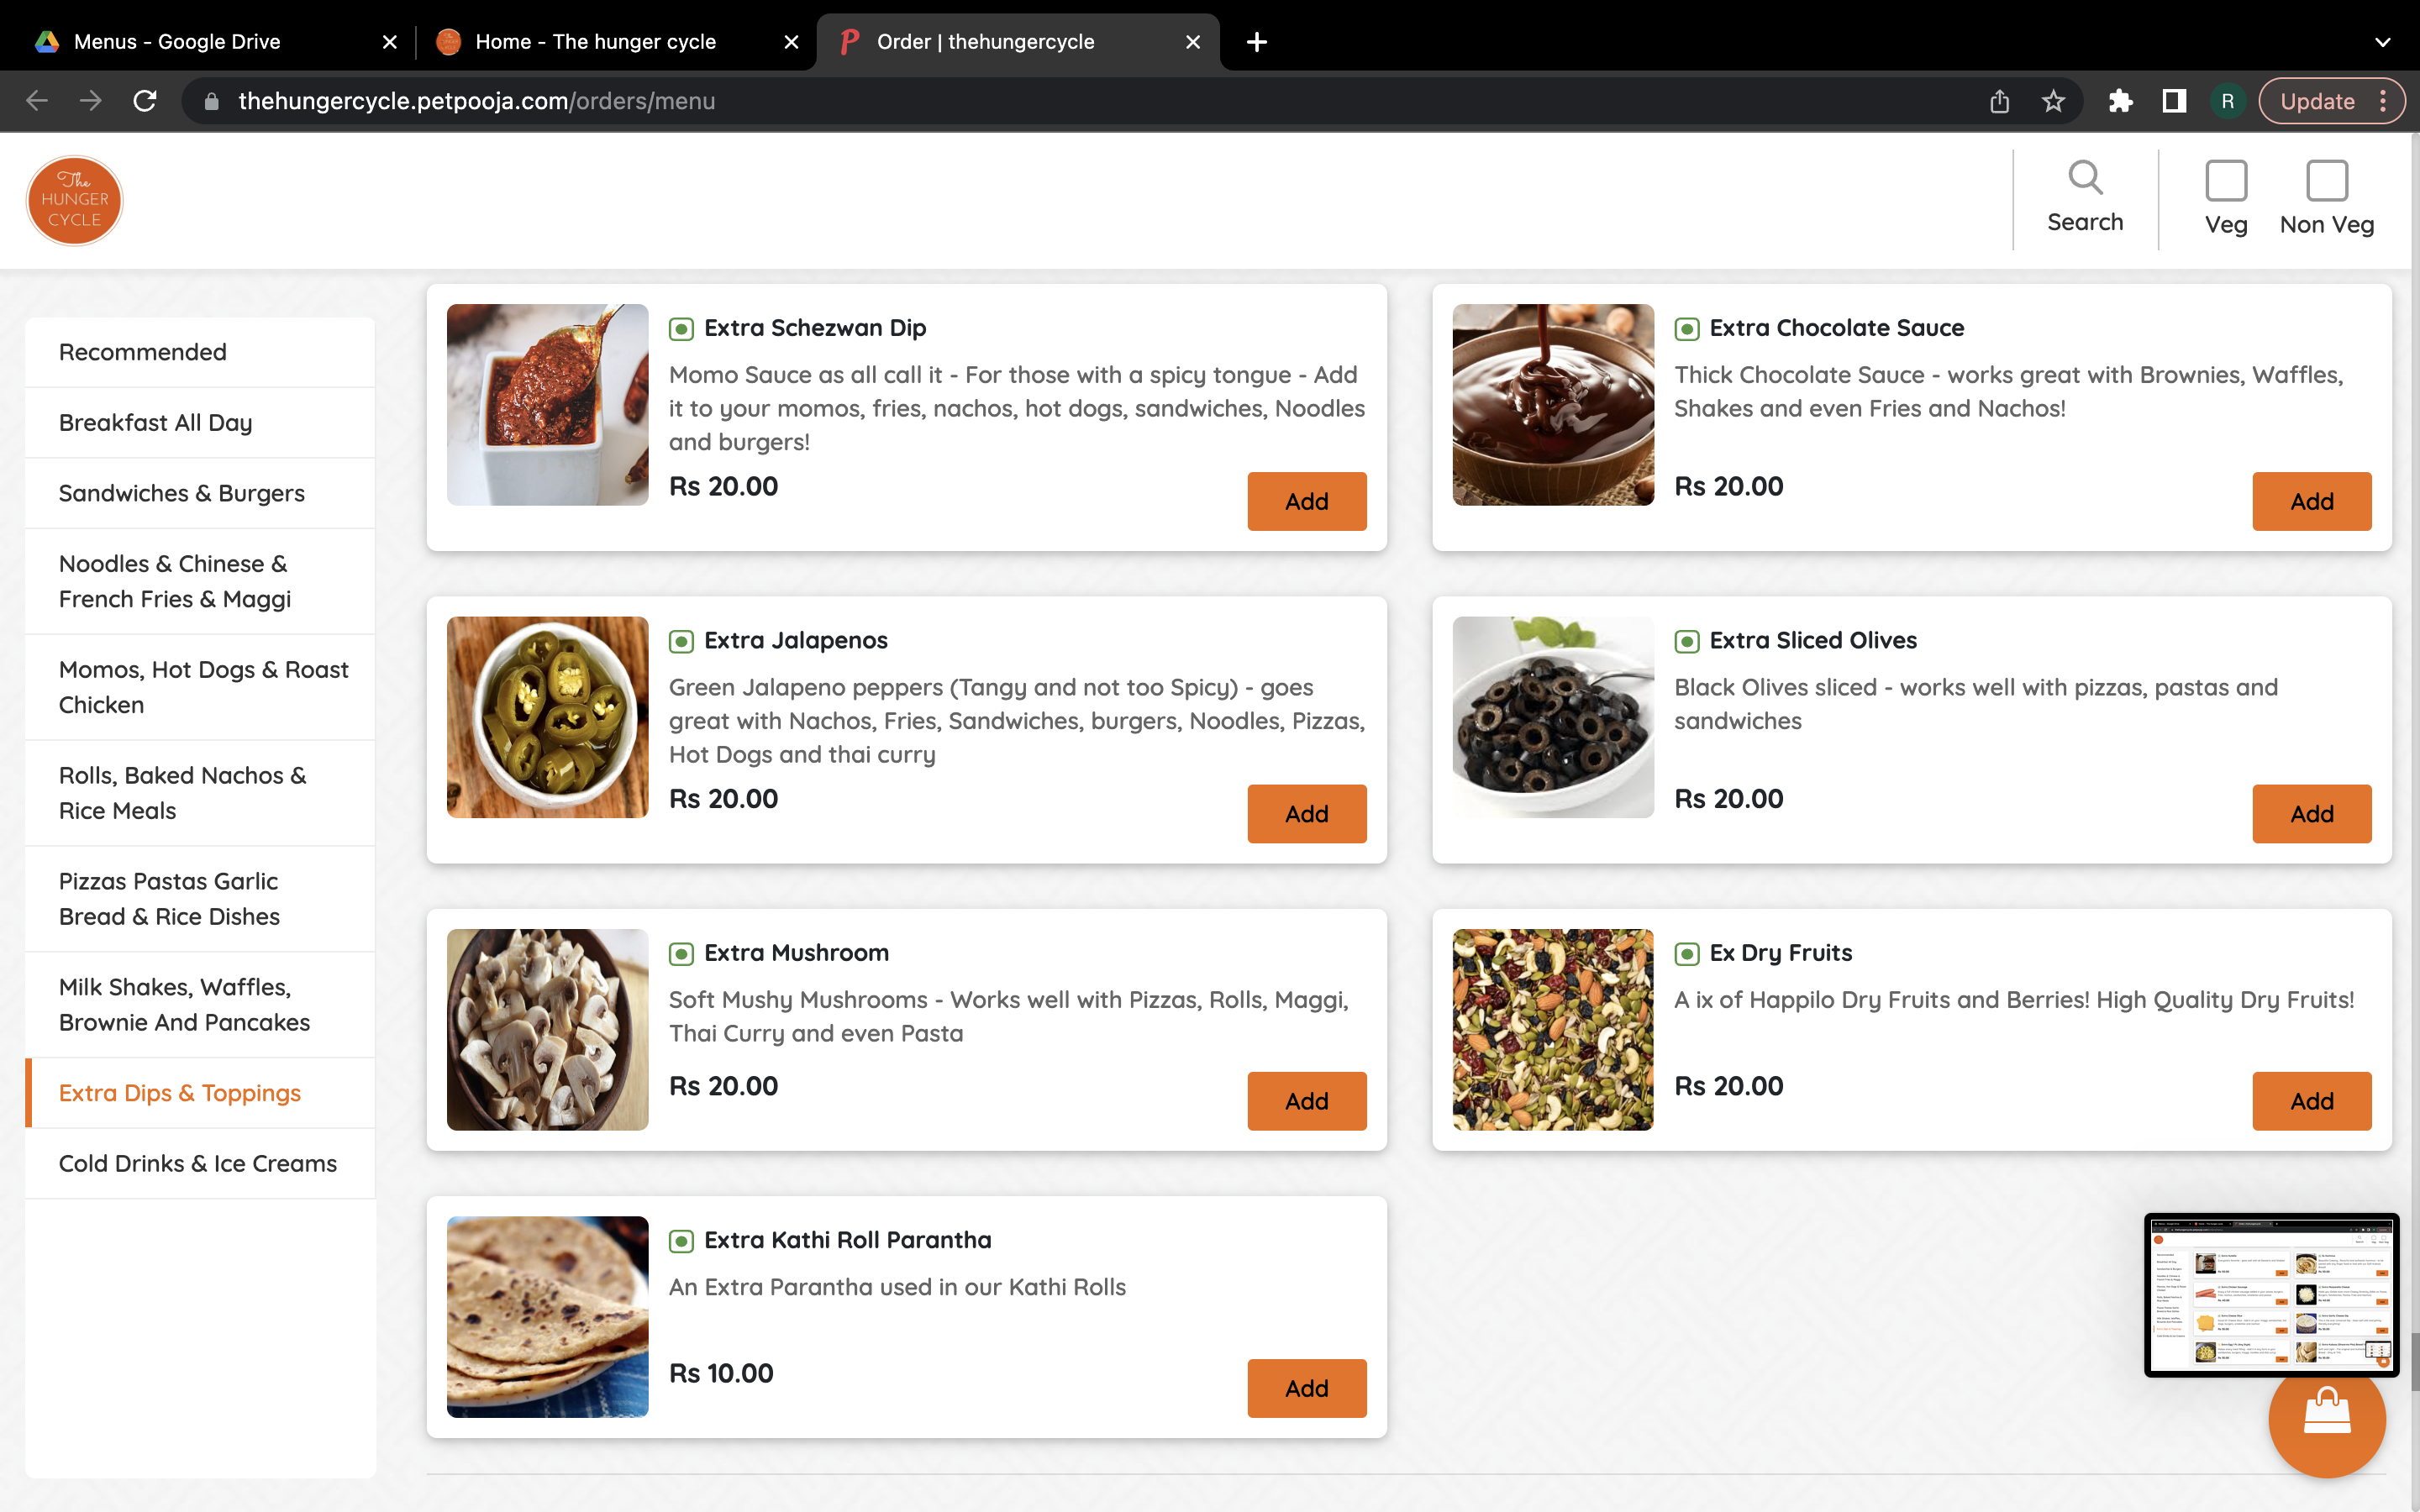 Menus - Google Drive
Home - The hunger cycle
Order | thehungercycle
thehungercycle.petpooja.com/orders/menu
R
Update
The
HUNGER
CYCLE
Search
Veg
Non Veg
Recommended
Breakfast All Day
Sandwiches & Burgers
Noodles & Chinese &
French Fries & Maggi
Momos, Hot Dogs & Roast
Chicken
Rolls, Baked Nachos &
Rice Meals
Pizzas Pastas Garlic
Bread & Rice Dishes
Milk Shakes, Waffles,
Brownie And Pancakes
Extra Dips & Toppings
Cold Drinks & Ice Creams
Extra Schezwan Dip
Momo Sauce as all call it - For those with a spicy tongue - Add
it to your momos, fries, nachos, hot dogs, sandwiches, Noodles
and burgers!
Rs 20.00
Add
Extra Chocolate Sauce
Thick Chocolate Sauce - works great with Brownies, Waffles,
Shakes and even Fries and Nachos!
Rs 20.00
Add
Extra Jalapenos
Green Jalapeno peppers (Tangy and not too Spicy) - goes
great with Nachos, Fries, Sandwiches, burgers, Noodles, Pizzas,
Hot Dogs and thai curry
Rs 20.00
Add
Extra Sliced Olives
Black Olives sliced - works well with pizzas, pastas and
sandwiches
Rs 20.00
Add
Extra Mushroom
Soft Mushy Mushrooms - Works well with Pizzas, Rolls, Maggi,
Thai Curry and even Pasta
Rs 20.00
Add
Ex Dry Fruits
A ix of Happilo Dry Fruits and Berries! High Quality Dry Fruits!
Rs 20.00
Add
Extra Kathi Roll Parantha
An Extra Parantha used in our Kathi Rolls
Rs 10.00
Add